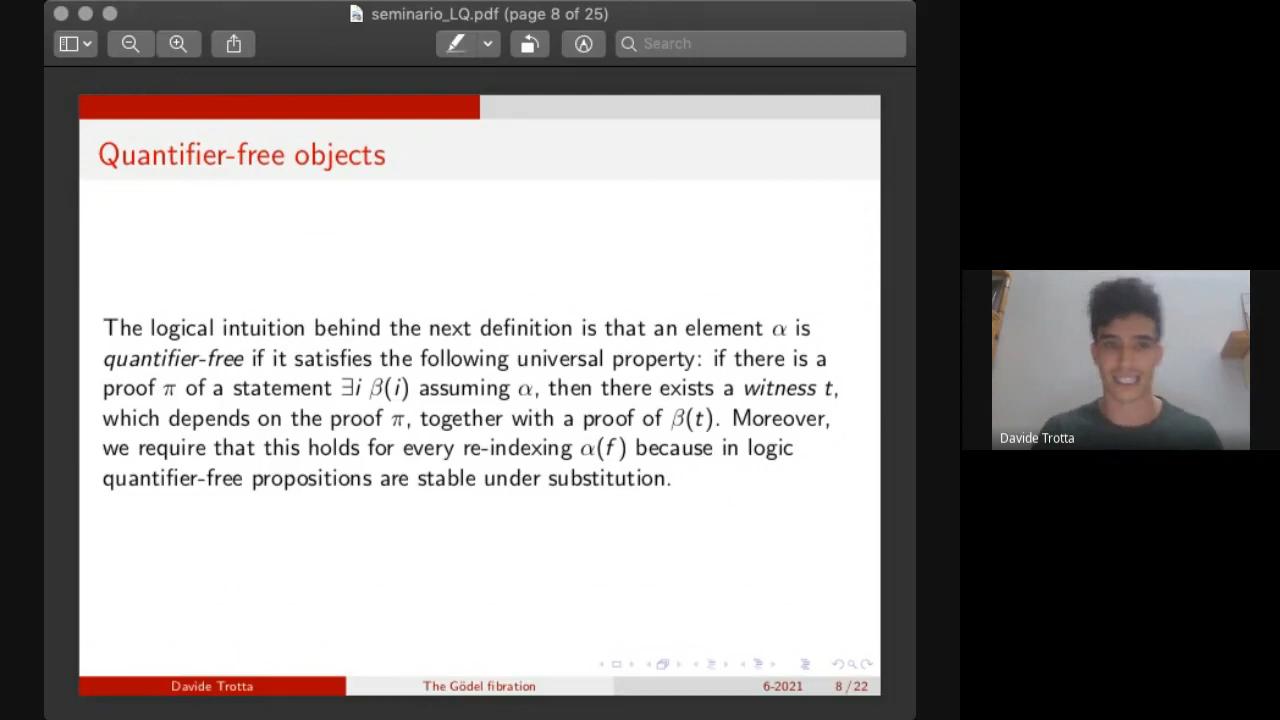 seminario_LQ.pdf (page 8 of 25)
Search
Quantifier-free objects
The logical intuition behind the next definition is that an element α is
quantifier-free if it satisfies the following universal property: if there is a
proof π of a statement ∃i β(i) assuming α, then there exists a witness t,
which depends on the proof π, together with a proof of β(t). Moreover,
we require that this holds for every re-indexing α(f) because in logic
quantifier-free propositions are stable under substitution.
Davide Trotta The Gödel fibration 6-2021 8 / 22
Davide Trotta